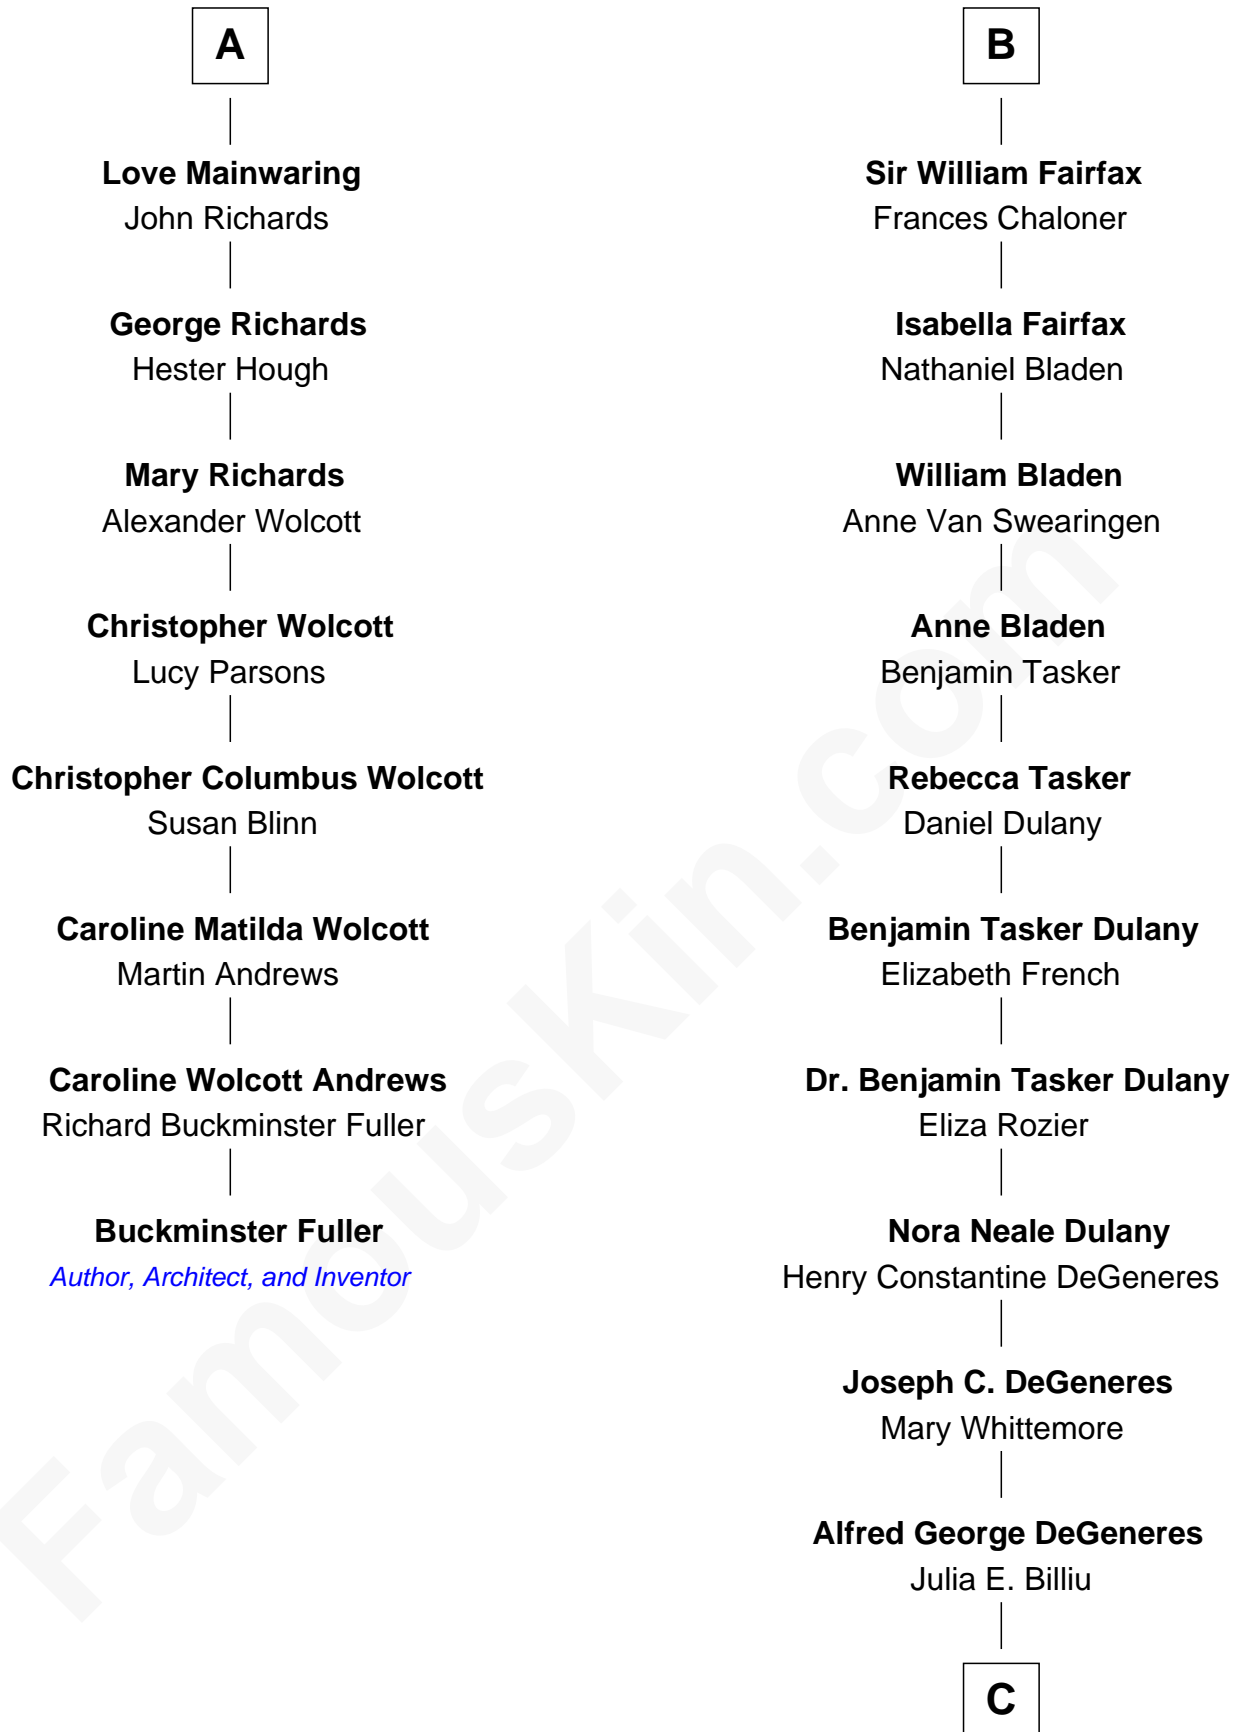 A
Love Mainwaring
John Richards
George Richards
Hester Hough
Mary Richards
Alexander Wolcott
Christopher Wolcott
Lucy Parsons
Christopher Columbus Wolcott
Susan Blinn
Caroline Matilda Wolcott
Martin Andrews
Caroline Wolcott Andrews
Richard Buckminster Fuller
Buckminster Fuller
Author, Architect, and Inventor
B
Sir William Fairfax
Frances Chaloner
Isabella Fairfax
Nathaniel Bladen
William Bladen
Anne Van Swearingen
Anne Bladen
Benjamin Tasker
Rebecca Tasker
Daniel Dulany
Benjamin Tasker Dulany
Elizabeth French
Dr. Benjamin Tasker Dulany
Eliza Rozier
Nora Neale Dulany
Henry Constantine DeGeneres
Joseph C. DeGeneres
Mary Whittemore
Alfred George DeGeneres
Julia E. Billiu
C
FamousKin.com